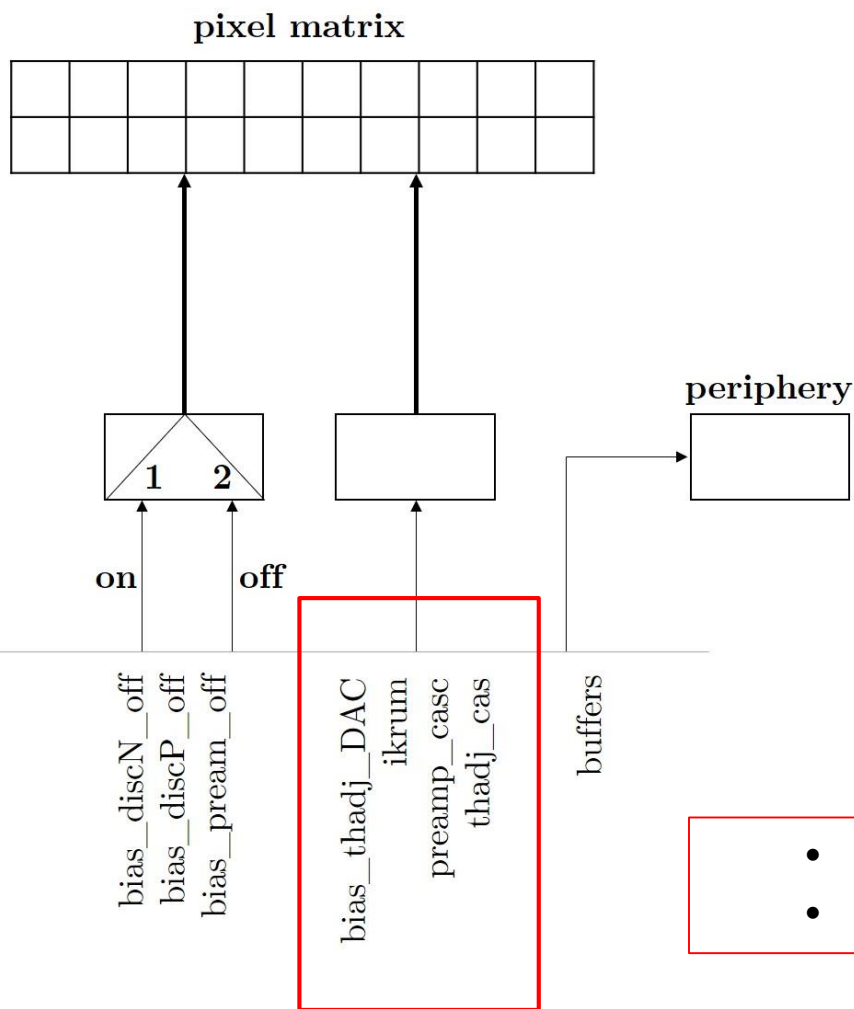 pixel matrix
periphery
1 2
on off
bias_discN_off
bias_discP_off
bias_pream_off
bias_thadj_DAC
ikrum
preamp_casc
thadj_cas
buffers
•
•